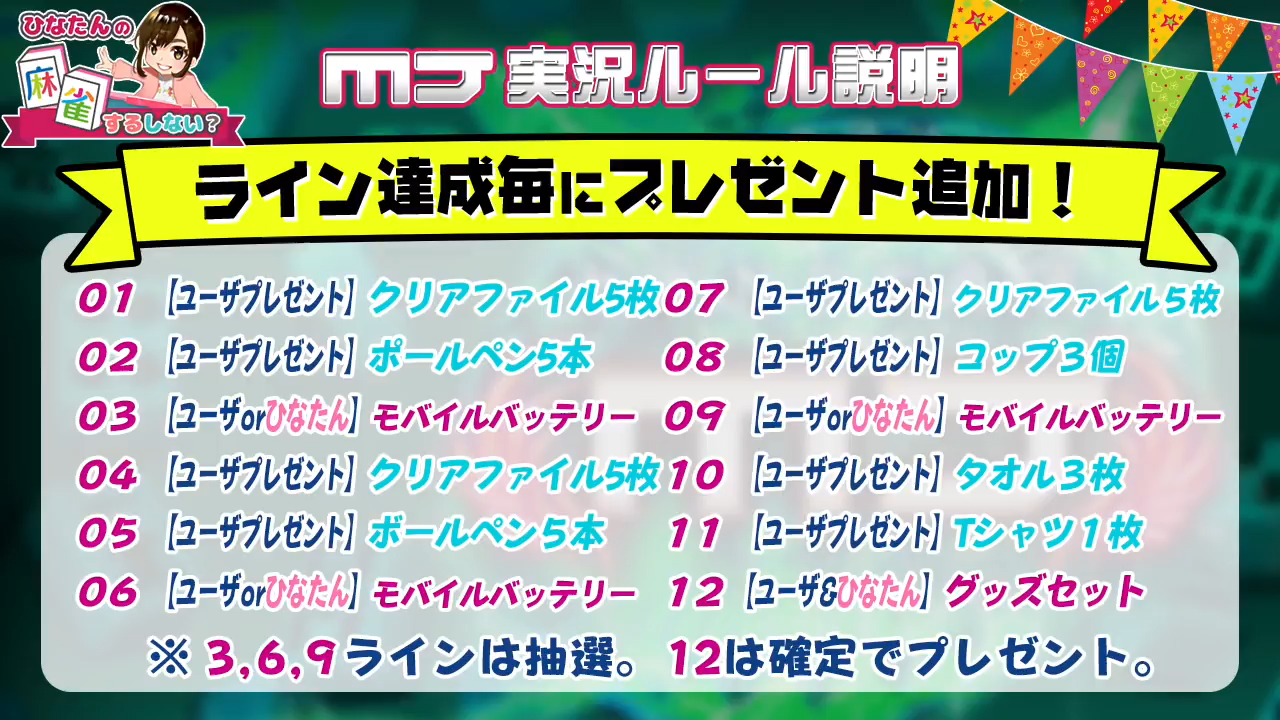 ひなたんの
麻
雀
するしない?
MJ 実況ルール説明
ライン達成毎にプレゼント追加！
01 【ユーザプレゼント】クリアファイル5枚
02 【ユーザプレゼント】ポールペン5本
03 【ユーザorひなたん】モバイルバッテリー
04 【ユーザプレゼント】クリアファイル5枚
05 【ユーザプレゼント】ボールペン５本
06 【ユーザorひなたん】モバイルバッテリー
07 【ユーザプレゼント】クリアファイル５枚
08 【ユーザプレゼント】コップ３個
09 【ユーザorひなたん】モバイルバッテリー
10 【ユーザプレゼント】タオル３枚
11 【ユーザプレゼント】Tシャツ１枚
12 【ユーザ&ひなたん】グッズセット
※ 3,6,9ラインは抽選。 12は確定でプレゼント。